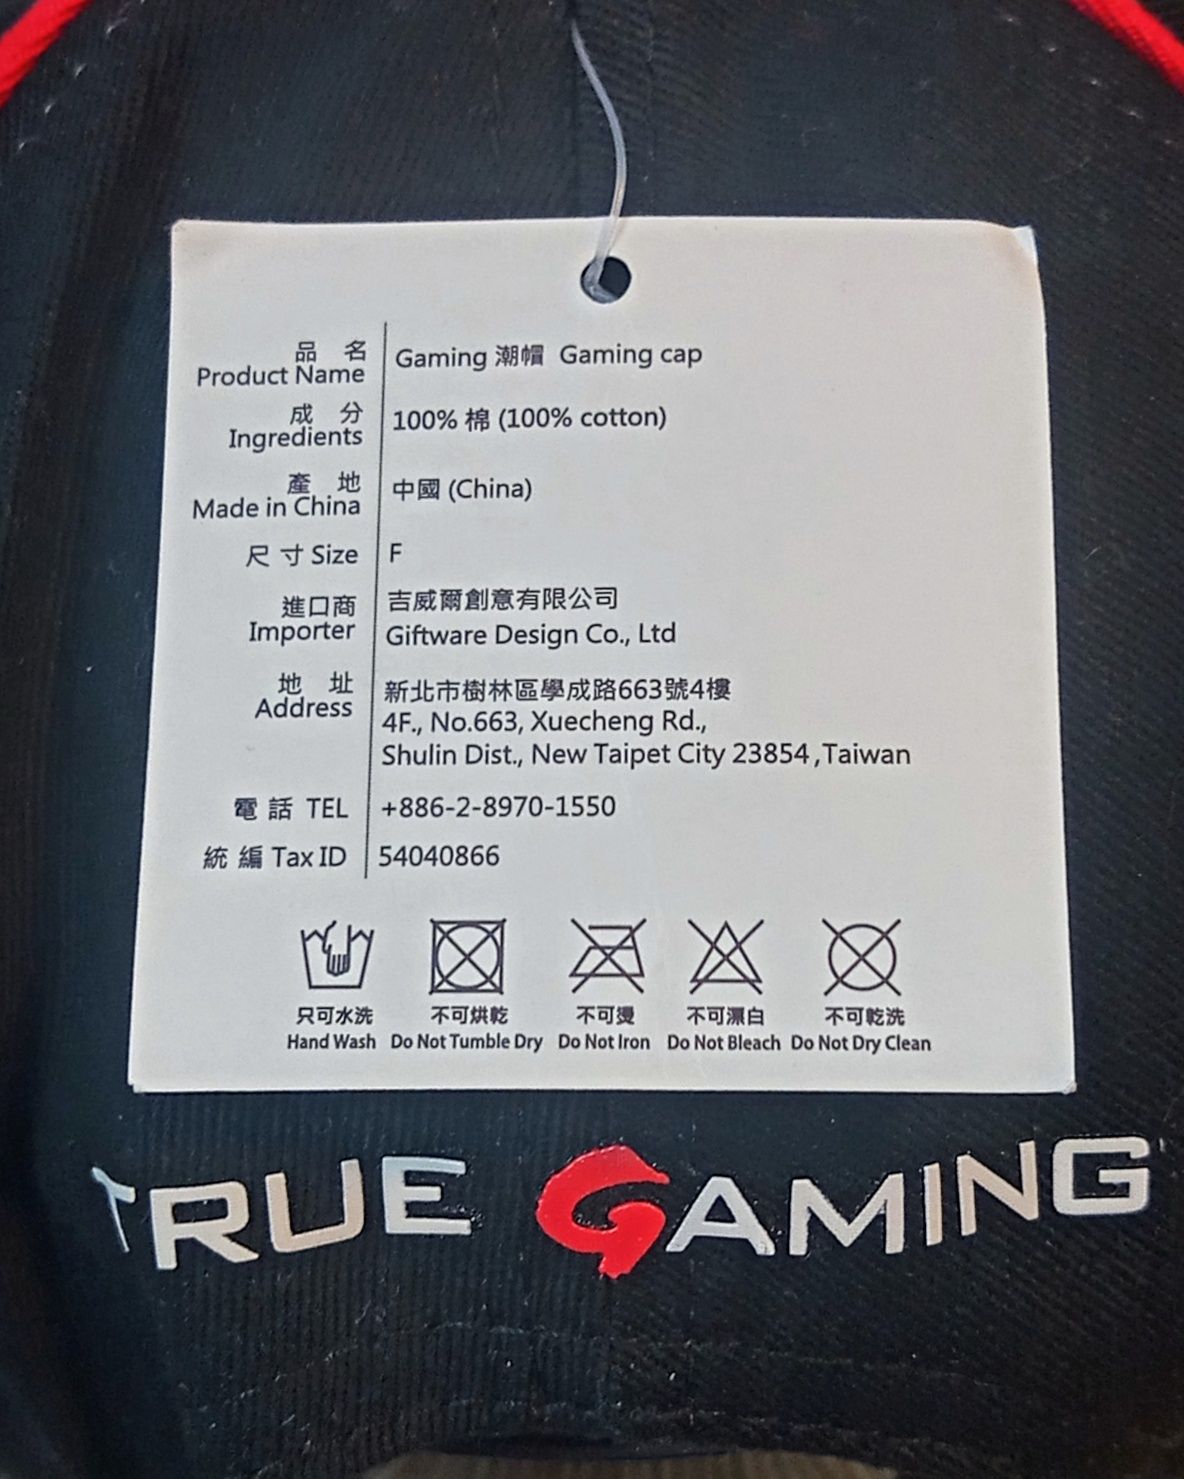 品 名
Product Name
Gaming 潮帽 Gaming cap
成 分
Ingredients
100% 棉 (100% cotton)
產 地
Made in China
中國 (China)
尺 寸 Size
F
進口商
Importer
吉威爾創意有限公司
Giftware Design Co., Ltd
地 址
Address
新北市樹林區學成路663號4樓
4F., No.663, Xuecheng Rd.,
Shulin Dist., New Taipet City 23854 ,Taiwan
電 話 TEL
+886-2-8970-1550
統 編 Tax ID
54040866
只可水洗 不可烘乾 不可燙 不可漂白 不可乾洗
Hand Wash Do Not Tumble Dry Do Not Iron Do Not Bleach Do Not Dry Clean
TRUE GAMING